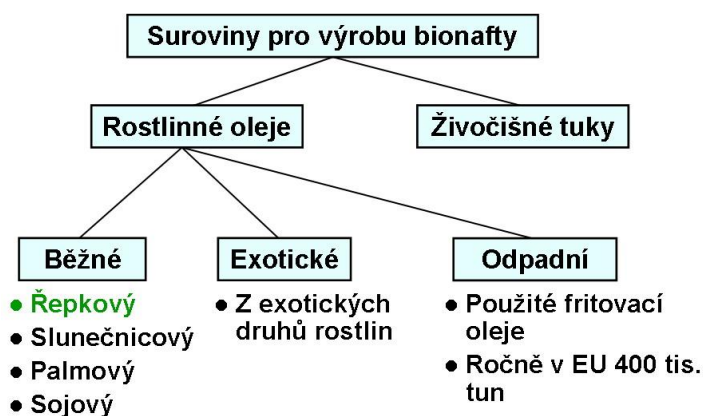 Suroviny pro výrobu bionafty
Rostlinné oleje
Živočišné tuky
Běžné
• Řepkový
• Slunečnicový
• Palmový
• Sojový
Exotické
• Z exotických
druhů rostlin
Odpadní
• Použité fritovací
oleje
• Ročně v EU 400 tis.
tun